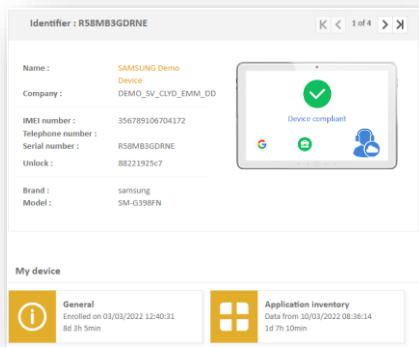 Identifier : R58MB3GDRNE
1 of 4
Name : SAMSUNG Demo
Device
Company : DEMO_SV_CLYD_EMM_DD
IMEI number : 356789106704172
Telephone number :
Serial number : R58MB3GDRNE
Unlock : 88221925c7
Brand : samsung
Model : SM-G398FN
Device compliant
G
My device
General
Enrolled on 03/03/2022 12:40:31
8d 3h 5min
Application inventory
Data from 10/03/2022 08:36:14
1d 7h 10min